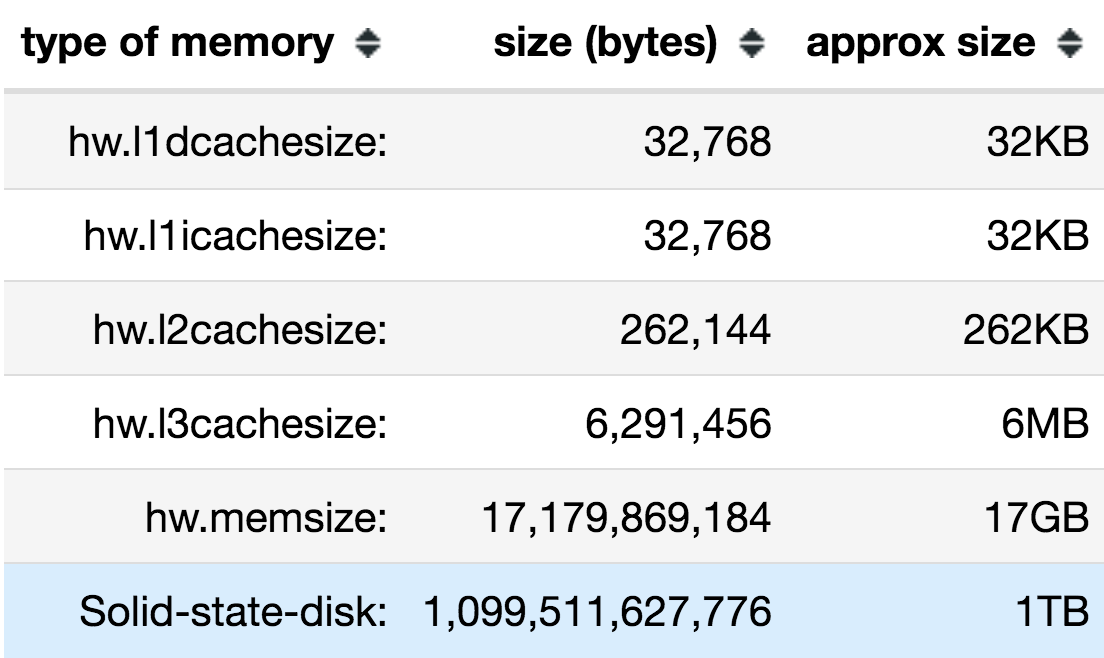 type of memory size (bytes) approx size
hw.l1dcachesize: 32,768 32KB
hw.l1icachesize: 32,768 32KB
hw.l2cachesize: 262,144 262KB
hw.l3cachesize: 6,291,456 6MB
hw.memsize: 17,179,869,184 17GB
Solid-state-disk: 1,099,511,627,776 1TB